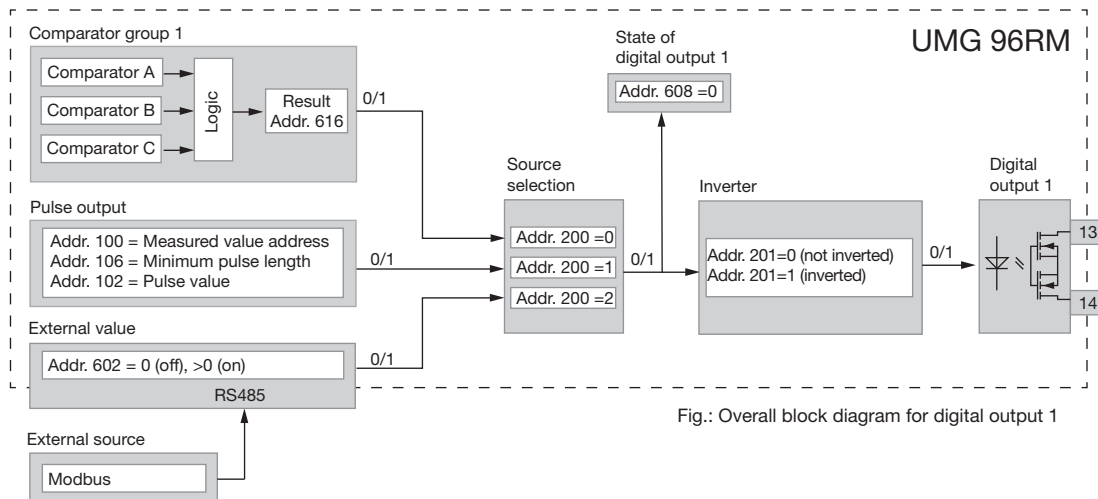 UMG 96RM
Comparator group 1
Comparator A
Comparator B
Comparator C
Logic
Result
Addr. 616
0/1
State of
digital output 1
Addr. 608 =0
Pulse output
Addr. 100 = Measured value address
Addr. 106 = Minimum pulse length
Addr. 102 = Pulse value
0/1
Source
selection
Addr. 200 =0
Addr. 200 =1
Addr. 200 =2
0/1
Inverter
Addr. 201=0 (not inverted)
Addr. 201=1 (inverted)
0/1
Digital
output 1
13
14
External value
Addr. 602 = 0 (off), >0 (on)
0/1
RS485
External source
Modbus
Fig.: Overall block diagram for digital output 1